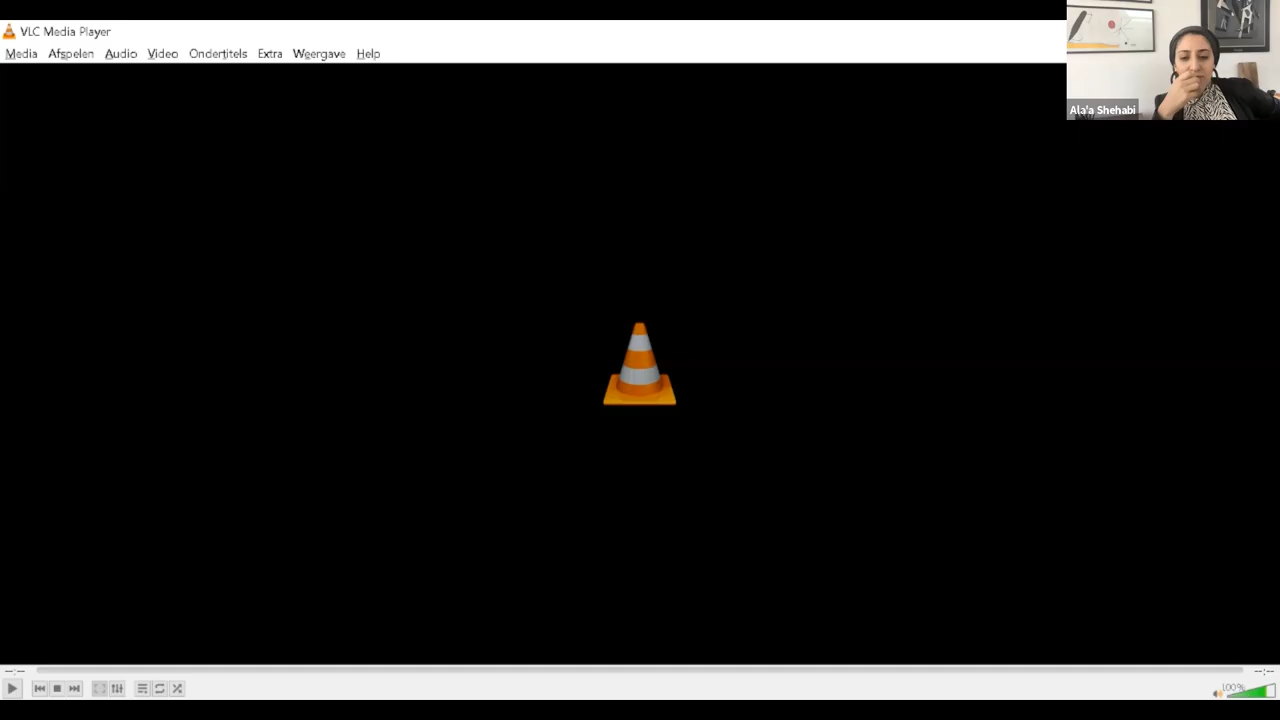 VLC Media Player
Media Afspelen Audio Video Ondertitels Extra Weergave Help
Ala'a Shehabi
--:-- --:--
100%